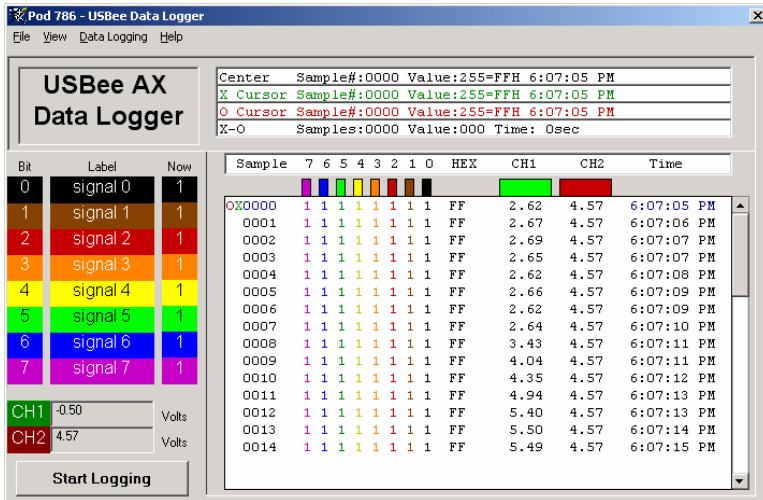 Pod 786 - USBee Data Logger
File View Data Logging Help
USBee AX
Data Logger
Center Sample#:0000 Value:255=FFH 6:07:05 PM
X Cursor Sample#:0000 Value:255=FFH 6:07:05 PM
O Cursor Sample#:0000 Value:255=FFH 6:07:05 PM
X-O Samples:0000 Value:000 Time: 0sec
Bit Label Now
0 signal 0 1
1 signal 1 1
2 signal 2 1
3 signal 3 1
4 signal 4 1
5 signal 5 1
6 signal 6 1
7 signal 7 1
CH1 -0.50 Volts
CH2 4.57 Volts
Start Logging
Sample 7 6 5 4 3 2 1 0 HEX CH1 CH2 Time
OX0000 1 1 1 1 1 1 1 1 FF 2.62 4.57 6:07:05 PM
0001 1 1 1 1 1 1 1 1 FF 2.67 4.57 6:07:06 PM
0002 1 1 1 1 1 1 1 1 FF 2.69 4.57 6:07:07 PM
0003 1 1 1 1 1 1 1 1 FF 2.65 4.57 6:07:07 PM
0004 1 1 1 1 1 1 1 1 FF 2.62 4.57 6:07:08 PM
0005 1 1 1 1 1 1 1 1 FF 2.66 4.57 6:07:09 PM
0006 1 1 1 1 1 1 1 1 FF 2.62 4.57 6:07:09 PM
0007 1 1 1 1 1 1 1 1 FF 2.64 4.57 6:07:10 PM
0008 1 1 1 1 1 1 1 1 FF 3.43 4.57 6:07:11 PM
0009 1 1 1 1 1 1 1 1 FF 4.04 4.57 6:07:11 PM
0010 1 1 1 1 1 1 1 1 FF 4.35 4.57 6:07:12 PM
0011 1 1 1 1 1 1 1 1 FF 4.94 4.57 6:07:13 PM
0012 1 1 1 1 1 1 1 1 FF 5.40 4.57 6:07:13 PM
0013 1 1 1 1 1 1 1 1 FF 5.50 4.57 6:07:14 PM
0014 1 1 1 1 1 1 1 1 FF 5.49 4.57 6:07:15 PM